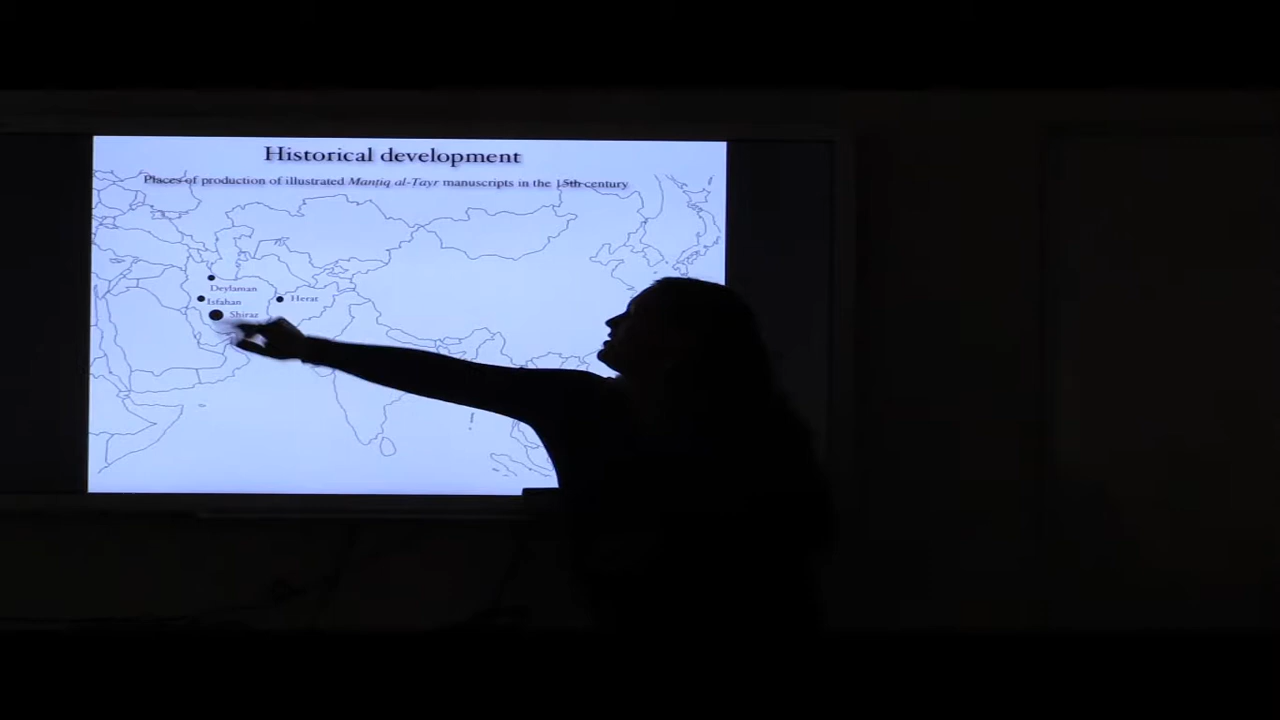 Historical development
Places of production of illustrated Mantiq al-Tayr manuscripts in the 15th century
Deylaman
Isfahan
Herat
Shiraz